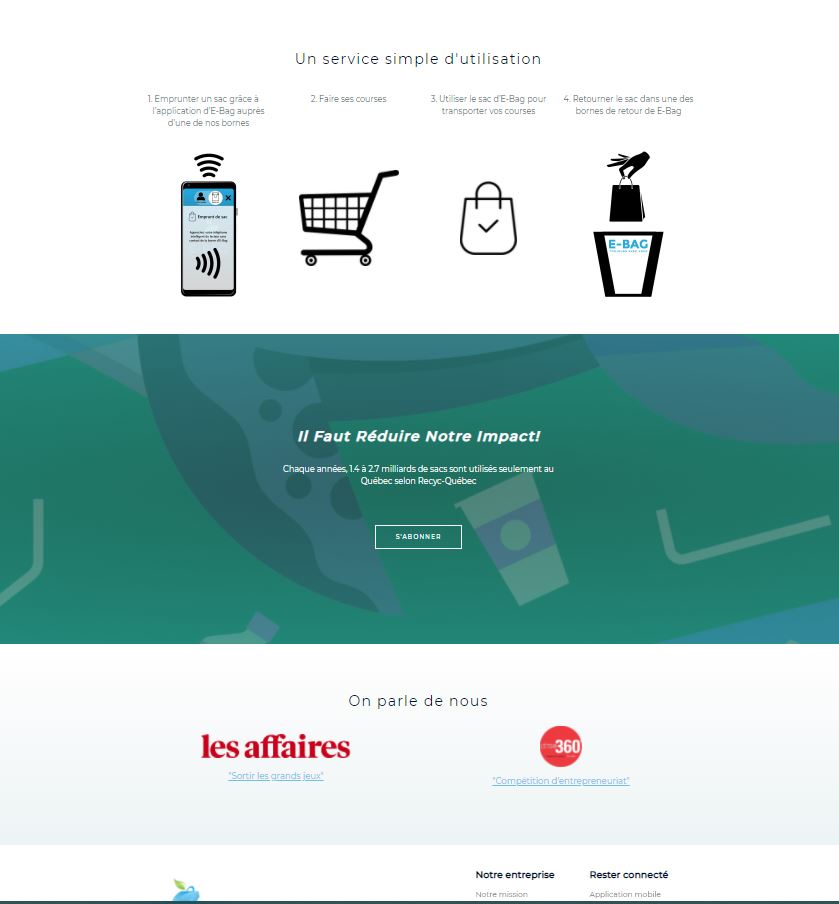 Un service simple d'utilisation
1. Emprunter un sac grâce à
l'application d'E-Bag auprès
d'une de nos bornes
2. Faire ses courses
3. Utiliser le sac d'E-Bag pour
transporter vos courses
4. Retourner le sac dans une des
bornes de retour de E-Bag
Emprunt de sac
E-BAG
Il Faut Réduire Notre Impact!
Chaque années, 1.4 à 2.7 milliards de sacs sont utilisés seulement au
Québec selon Recyc-Québec
S'ABONNER
On parle de nous
les affaires
"Sortir les grands jeux"
360
"Compétition d'entrepreneuriat"
Notre entreprise
Rester connecté
Notre mission
Application mobile